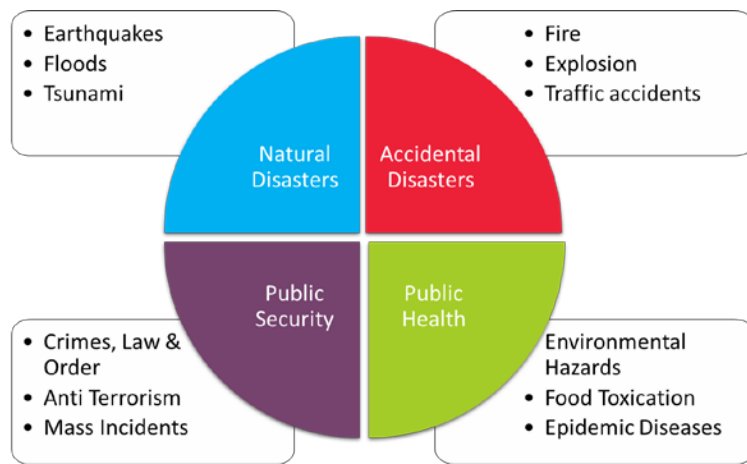 • Earthquakes
• Floods
• Tsunami
• Fire
• Explosion
• Traffic accidents
Natural
Disasters
Accidental
Disasters
Public
Security
Public
Health
• Crimes, Law &
Order
• Anti Terrorism
• Mass Incidents
Environmental
Hazards
• Food Toxication
• Epidemic Diseases